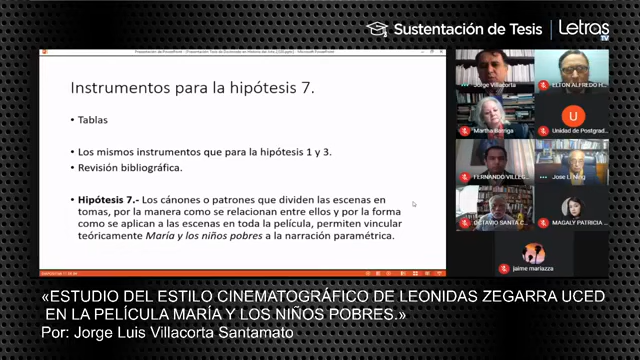 Sustentación de Tesis
Letras
TV
Instrumentos para la hipótesis 7.
• Tablas
• Los mismos instrumentos que para la hipótesis 1 y 3.
• Revisión bibliográfica.
Hipótesis 7.- Los cánones o patrones que dividen las escenas en
tomas, por la manera como se relacionan entre ellos y por la forma
como se aplican a las escenas en toda la película, permiten vincular
teóricamente María y los niños pobres a la narración paramétrica.
Jorge Villacorta
ELTON ALFREDO H...
U
Unidad de Postgrad...
FERNANDO VILLEG...
OCTAVIO SANTA C...
MAGALY PATRICIA ...
jaime mariazza
«ESTUDIO DEL ESTILO CINEMATOGRÁFICO DE LEONIDAS ZEGARRA UCED
EN LA PELÍCULA MARÍA Y LOS NIÑOS POBRES.»
Por: Jorge Luis Villacorta Santamato